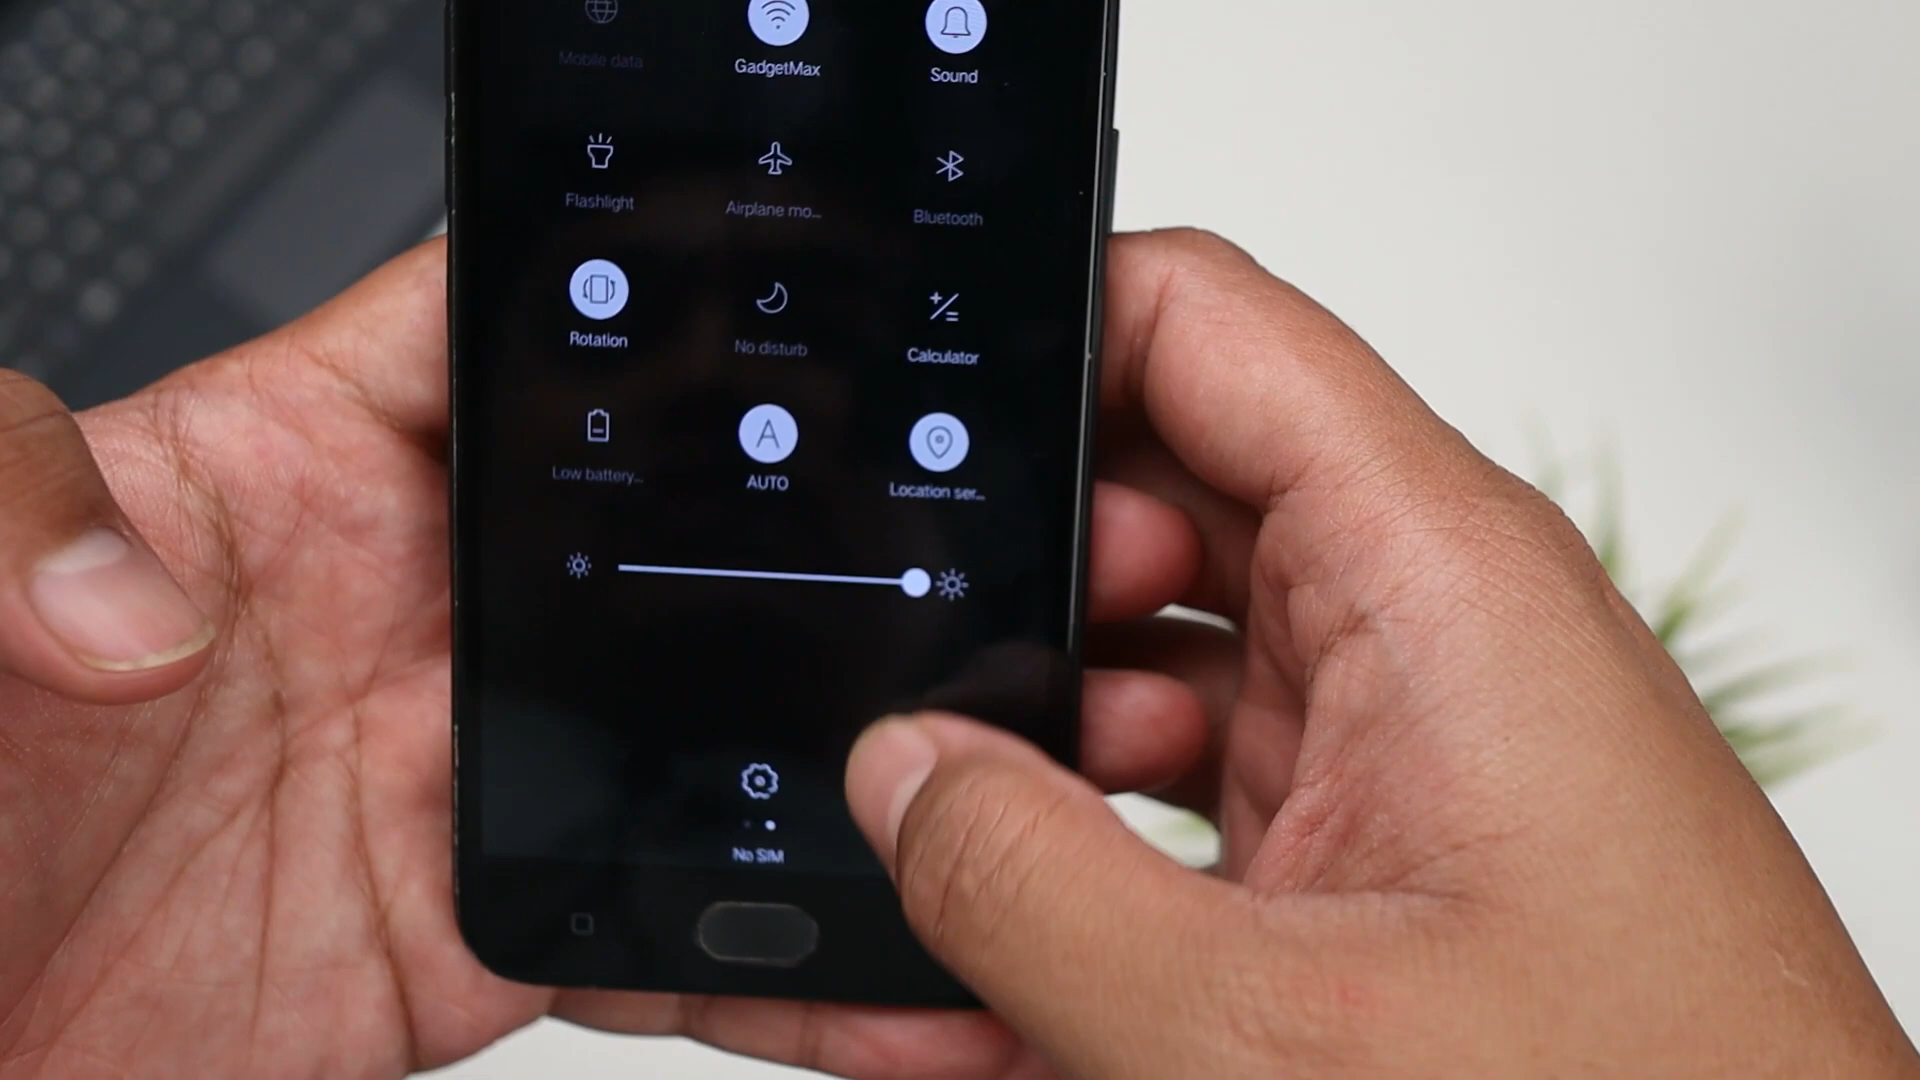 Mobile data
GadgetMax
Sound
Flashlight
Airplane mo...
Bluetooth
Rotation
No disturb
Calculator
Low battery...
A
AUTO
Location ser...
No SIM